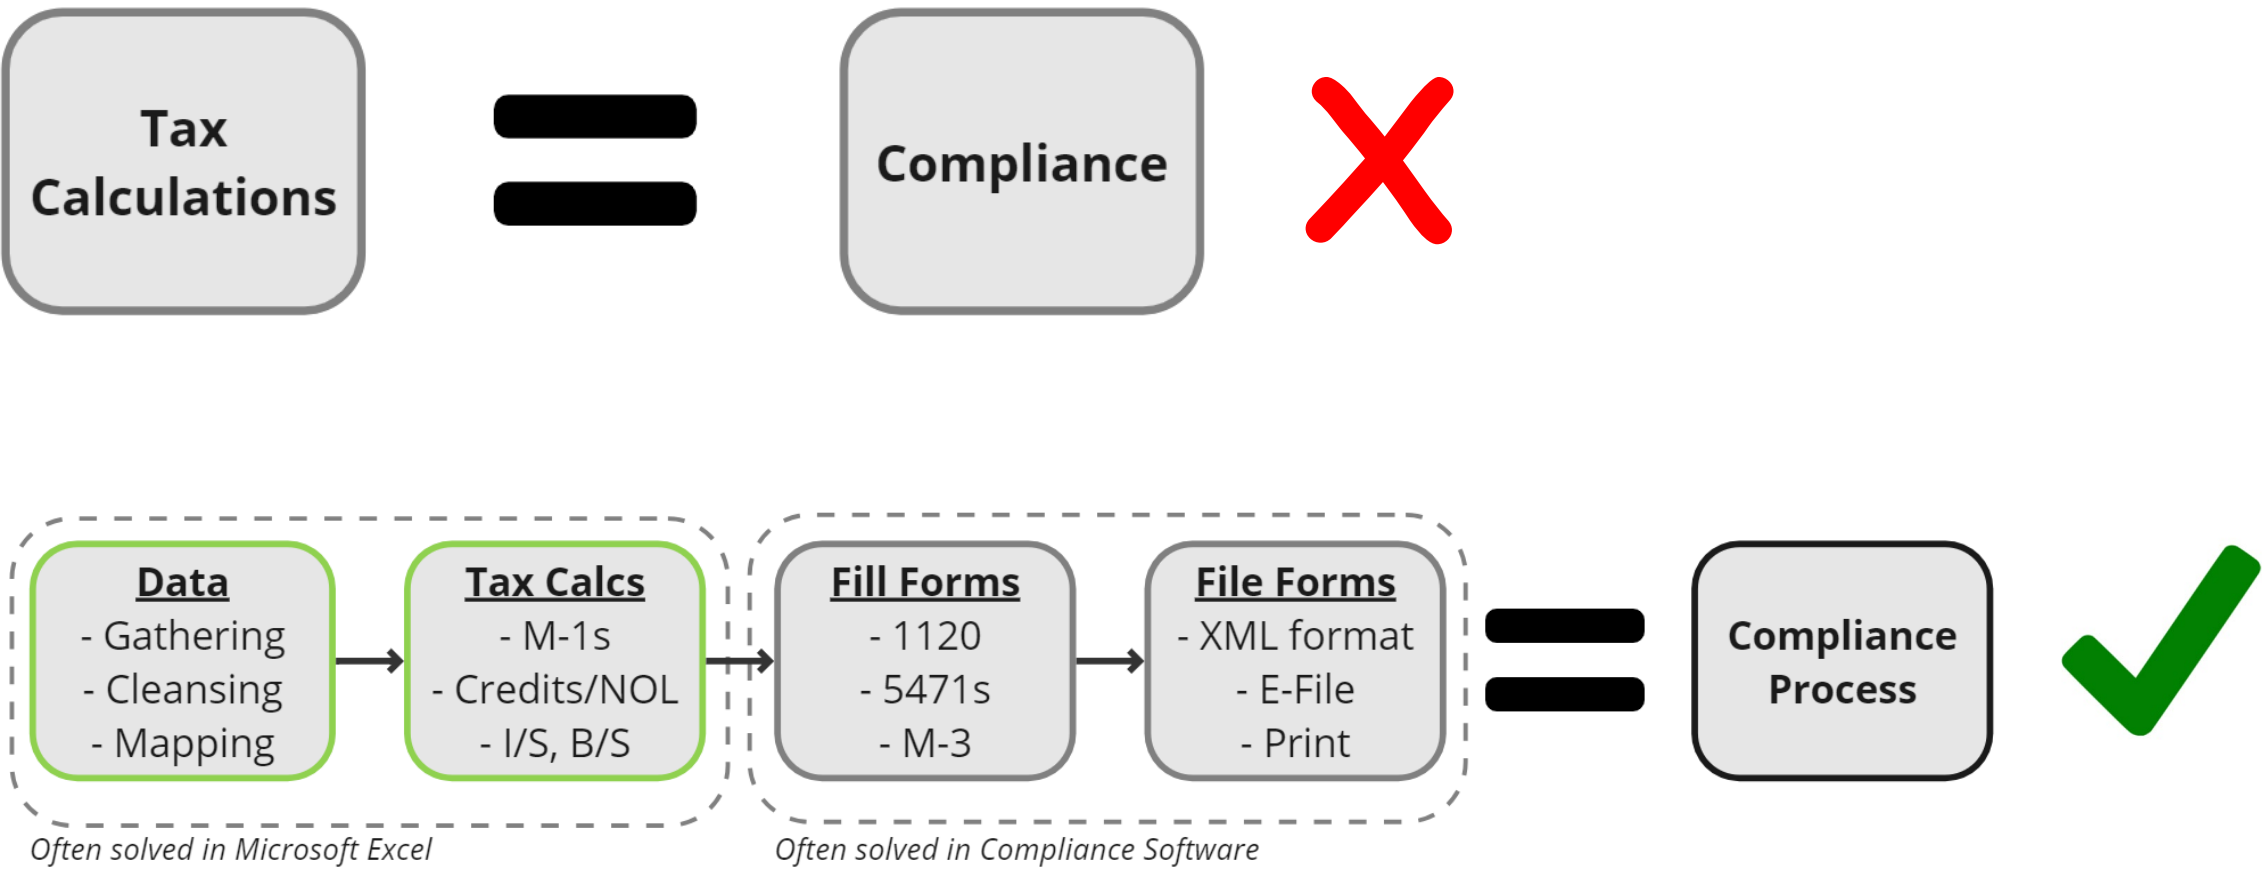 Tax
Calculations
Compliance
Data
- Gathering
- Cleansing
- Mapping
Tax Calcs
- M-1s
- Credits/NOL
- I/S, B/S
Fill Forms
- 1120
- 5471s
- M-3
File Forms
- XML format
- E-File
- Print
Compliance
Process
Often solved in Microsoft Excel
Often solved in Compliance Software